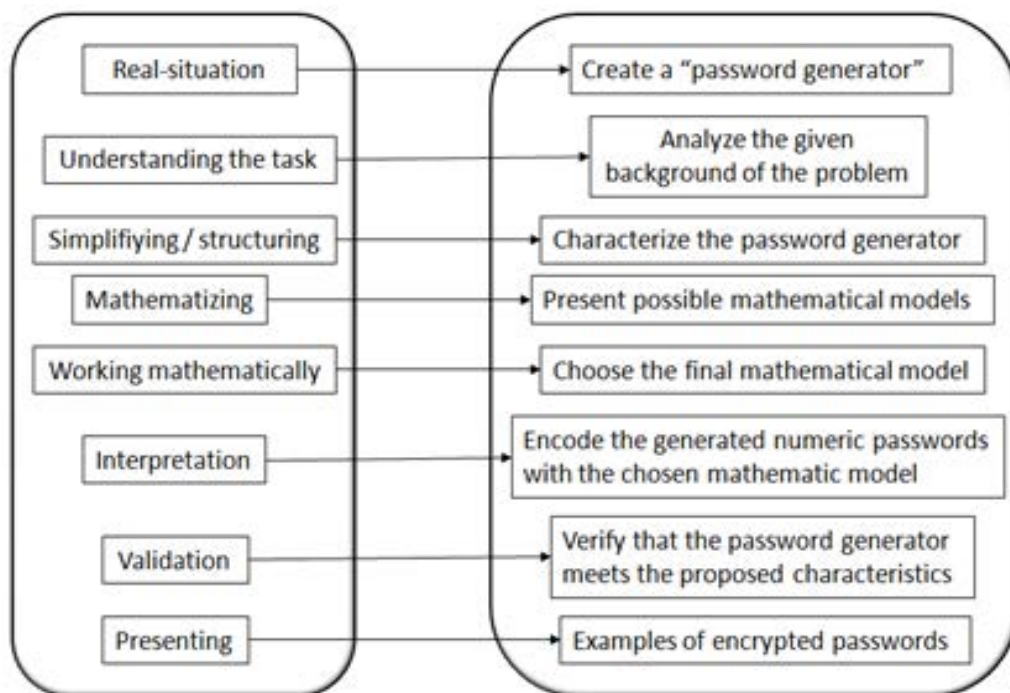 Real-situation
Create a “password generator”
Understanding the task
Analyze the given
background of the problem
Simplifiying / structuring
Characterize the password generator
Mathematizing
Present possible mathematical models
Working mathematically
Choose the final mathematical model
Interpretation
Encode the generated numeric passwords
with the chosen mathematic model
Validation
Verify that the password generator
meets the proposed characteristics
Presenting
Examples of encrypted passwords